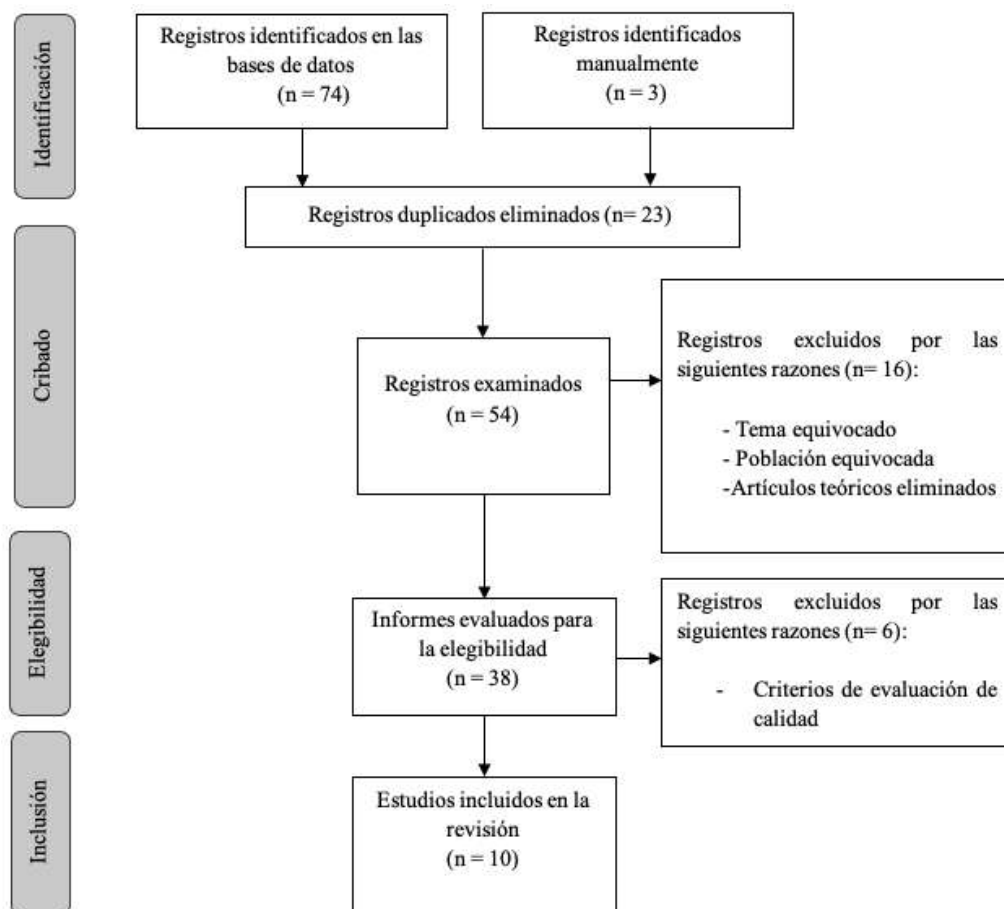 Identificación
Registros identificados en las
bases de datos
(n = 74)
Registros identificados
manualmente
(n = 3)
Registros duplicados eliminados (n= 23)
Cribado
Registros examinados
(n = 54)
Registros excluidos por las
siguientes razones (n= 16):
- Tema equivocado
- Población equivocada
-Artículos teóricos eliminados
Elegibilidad
Informes evaluados para
la elegibilidad
(n = 38)
Registros excluidos por las
siguientes razones (n= 6):
- Criterios de evaluación de
calidad
Inclusión
Estudios incluidos en la
revisión
(n = 10)